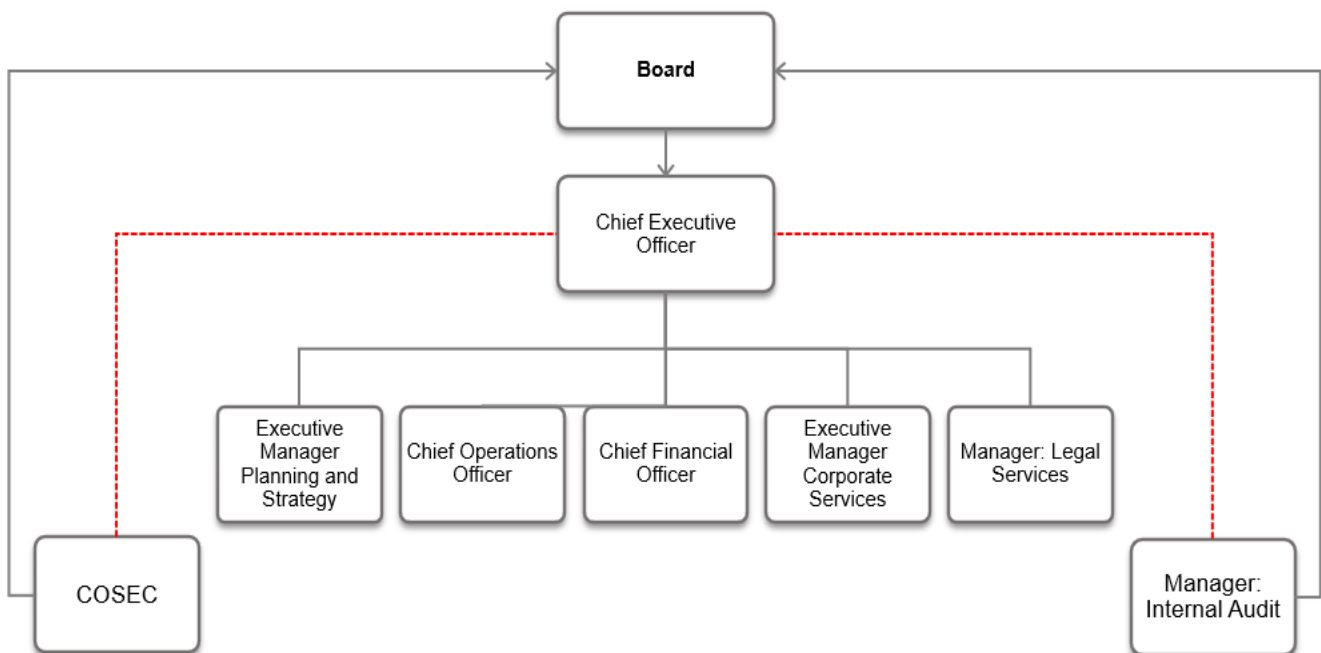 Board
Chief Executive
Officer
Executive
Manager
Planning and
Strategy
Chief Operations
Officer
Chief Financial
Officer
Executive
Manager
Corporate
Services
Manager: Legal
Services
COSEC
Manager:
Internal Audit